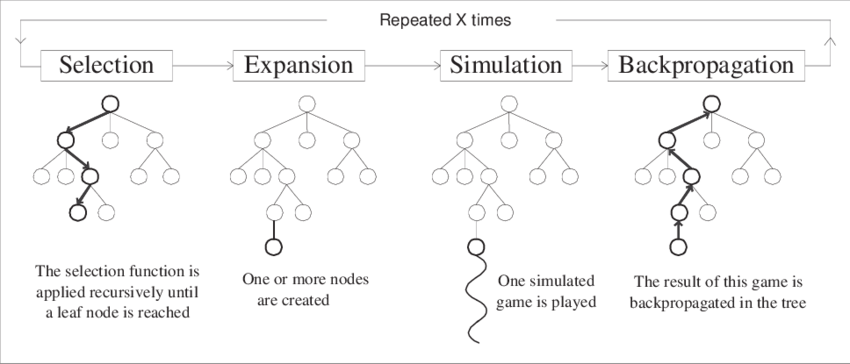 Repeated X times
Selection
Expansion
Simulation
Backpropagation
The selection function is
applied recursively until
a leaf node is reached
One or more nodes
are created
One simulated
game is played
The result of this game is
backpropagated in the tree